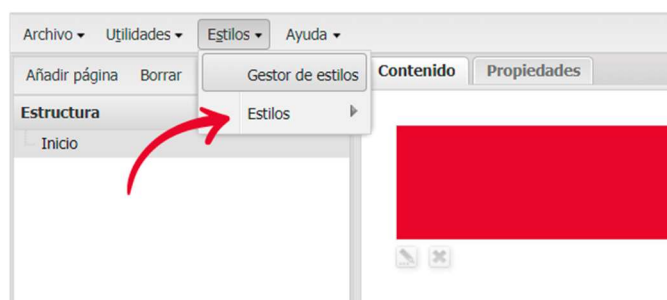 Archivo Utilidades Estilos Ayuda
Añadir página Borrar
Gestor de estilos
Estilos
Contenido Propiedades
Estructura
Inicio